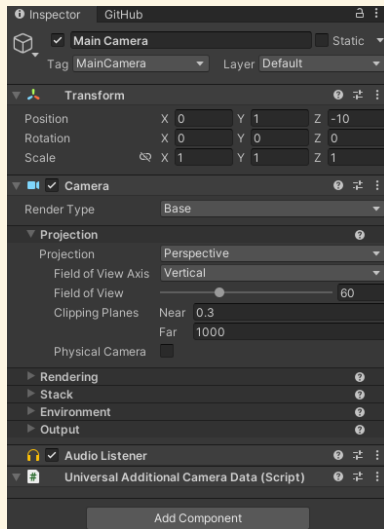 Inspector GitHub
Main Camera Static
Tag MainCamera Layer Default
Transform
Position X 0 Y 1 Z -10
Rotation X 0 Y 0 Z 0
Scale X 1 Y 1 Z 1
Camera
Render Type Base
Projection
Projection Perspective
Field of View Axis Vertical
Field of View 60
Clipping Planes Near 0.3
Far 1000
Physical Camera
Rendering
Stack
Environment
Output
Audio Listener
# Universal Additional Camera Data (Script)
Add Component